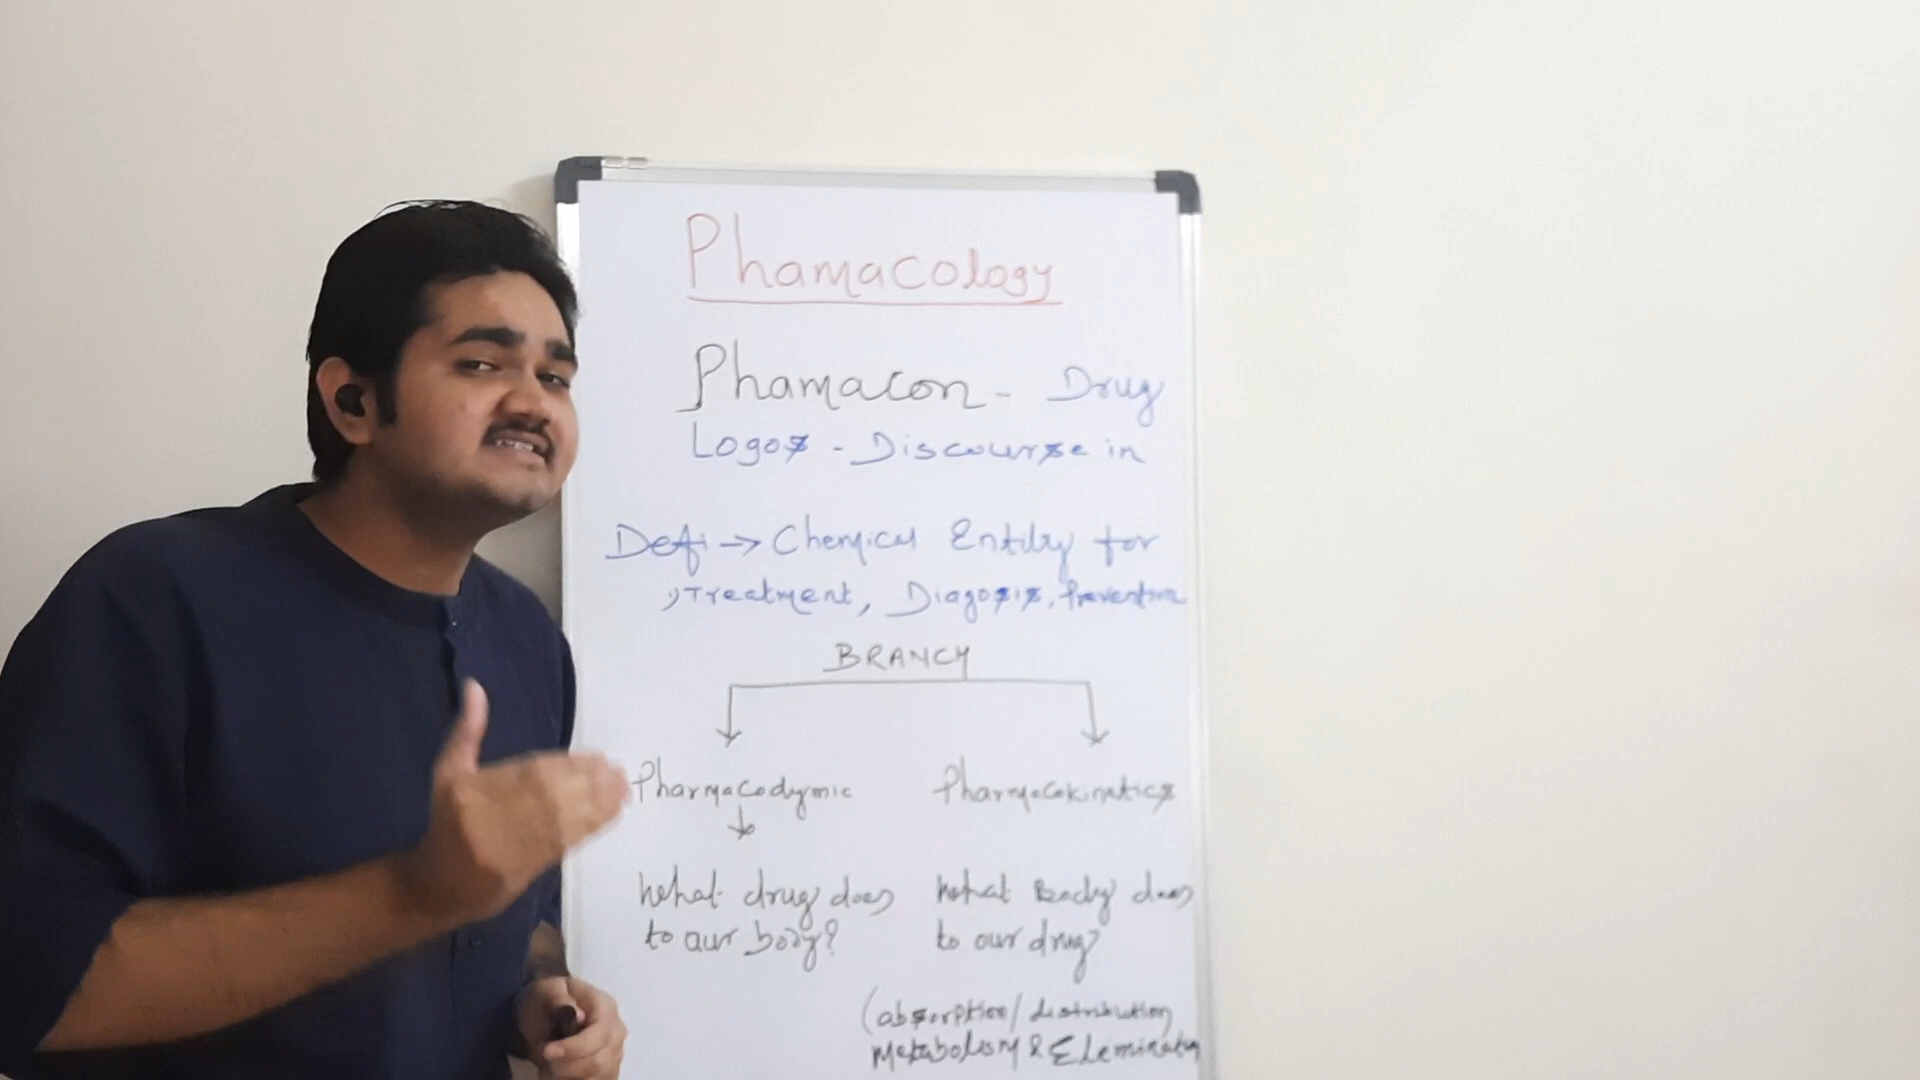 Phamacology
Phamacon - Drug
Logos - Discourse in
Defi → Chemical Entity for
Treatment, Diagosis, Prevention
BRANCH
Pharmacodymic Pharmacokinetics
What drug does What Body does
to our body? to our drug?
(absorption/distribution
Metabolism & Elemination